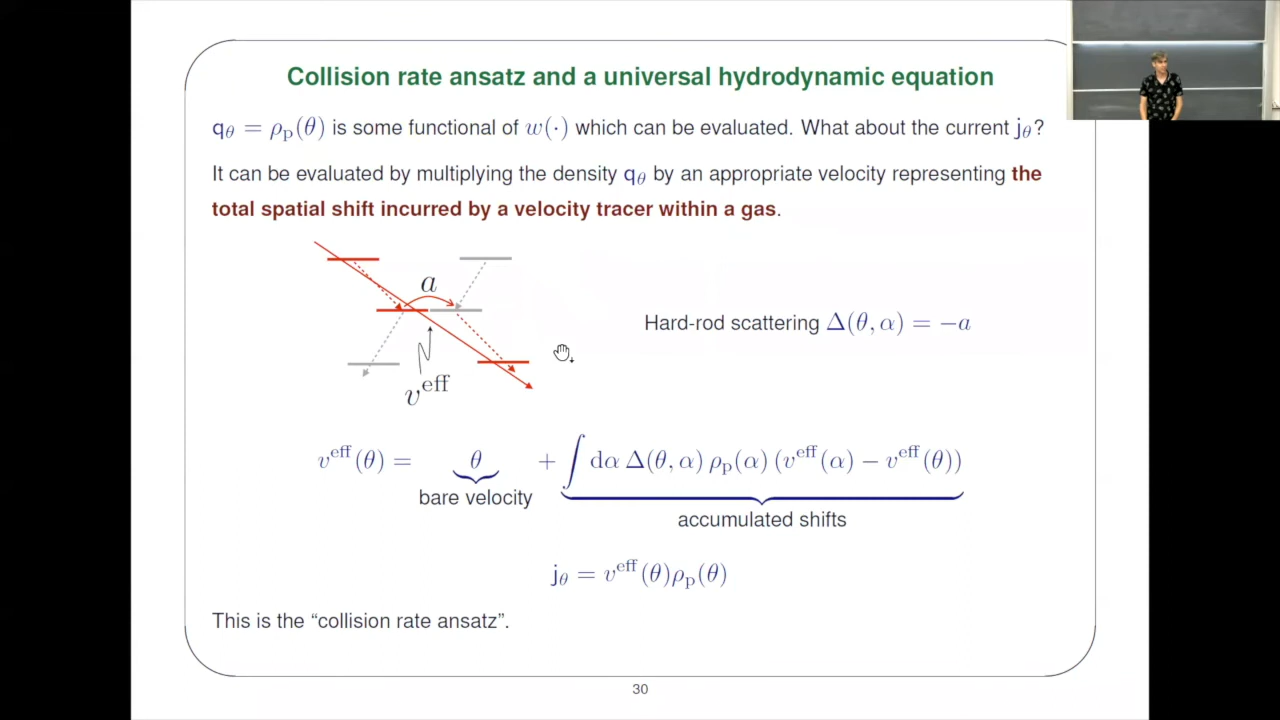 Collision rate ansatz and a universal hydrodynamic equation
q_θ = ρ_p(θ) is some functional of w(·) which can be evaluated. What about the current j_θ?
It can be evaluated by multiplying the density q_θ by an appropriate velocity representing the
total spatial shift incurred by a velocity tracer within a gas.
a
Hard-rod scattering Δ(θ, α) = −a
v^eff
v^eff(θ) = θ + ∫ dα Δ(θ, α) ρ_p(α) (v^eff(α) − v^eff(θ))
bare velocity
accumulated shifts
j_θ = v^eff(θ)ρ_p(θ)
This is the “collision rate ansatz”.
30